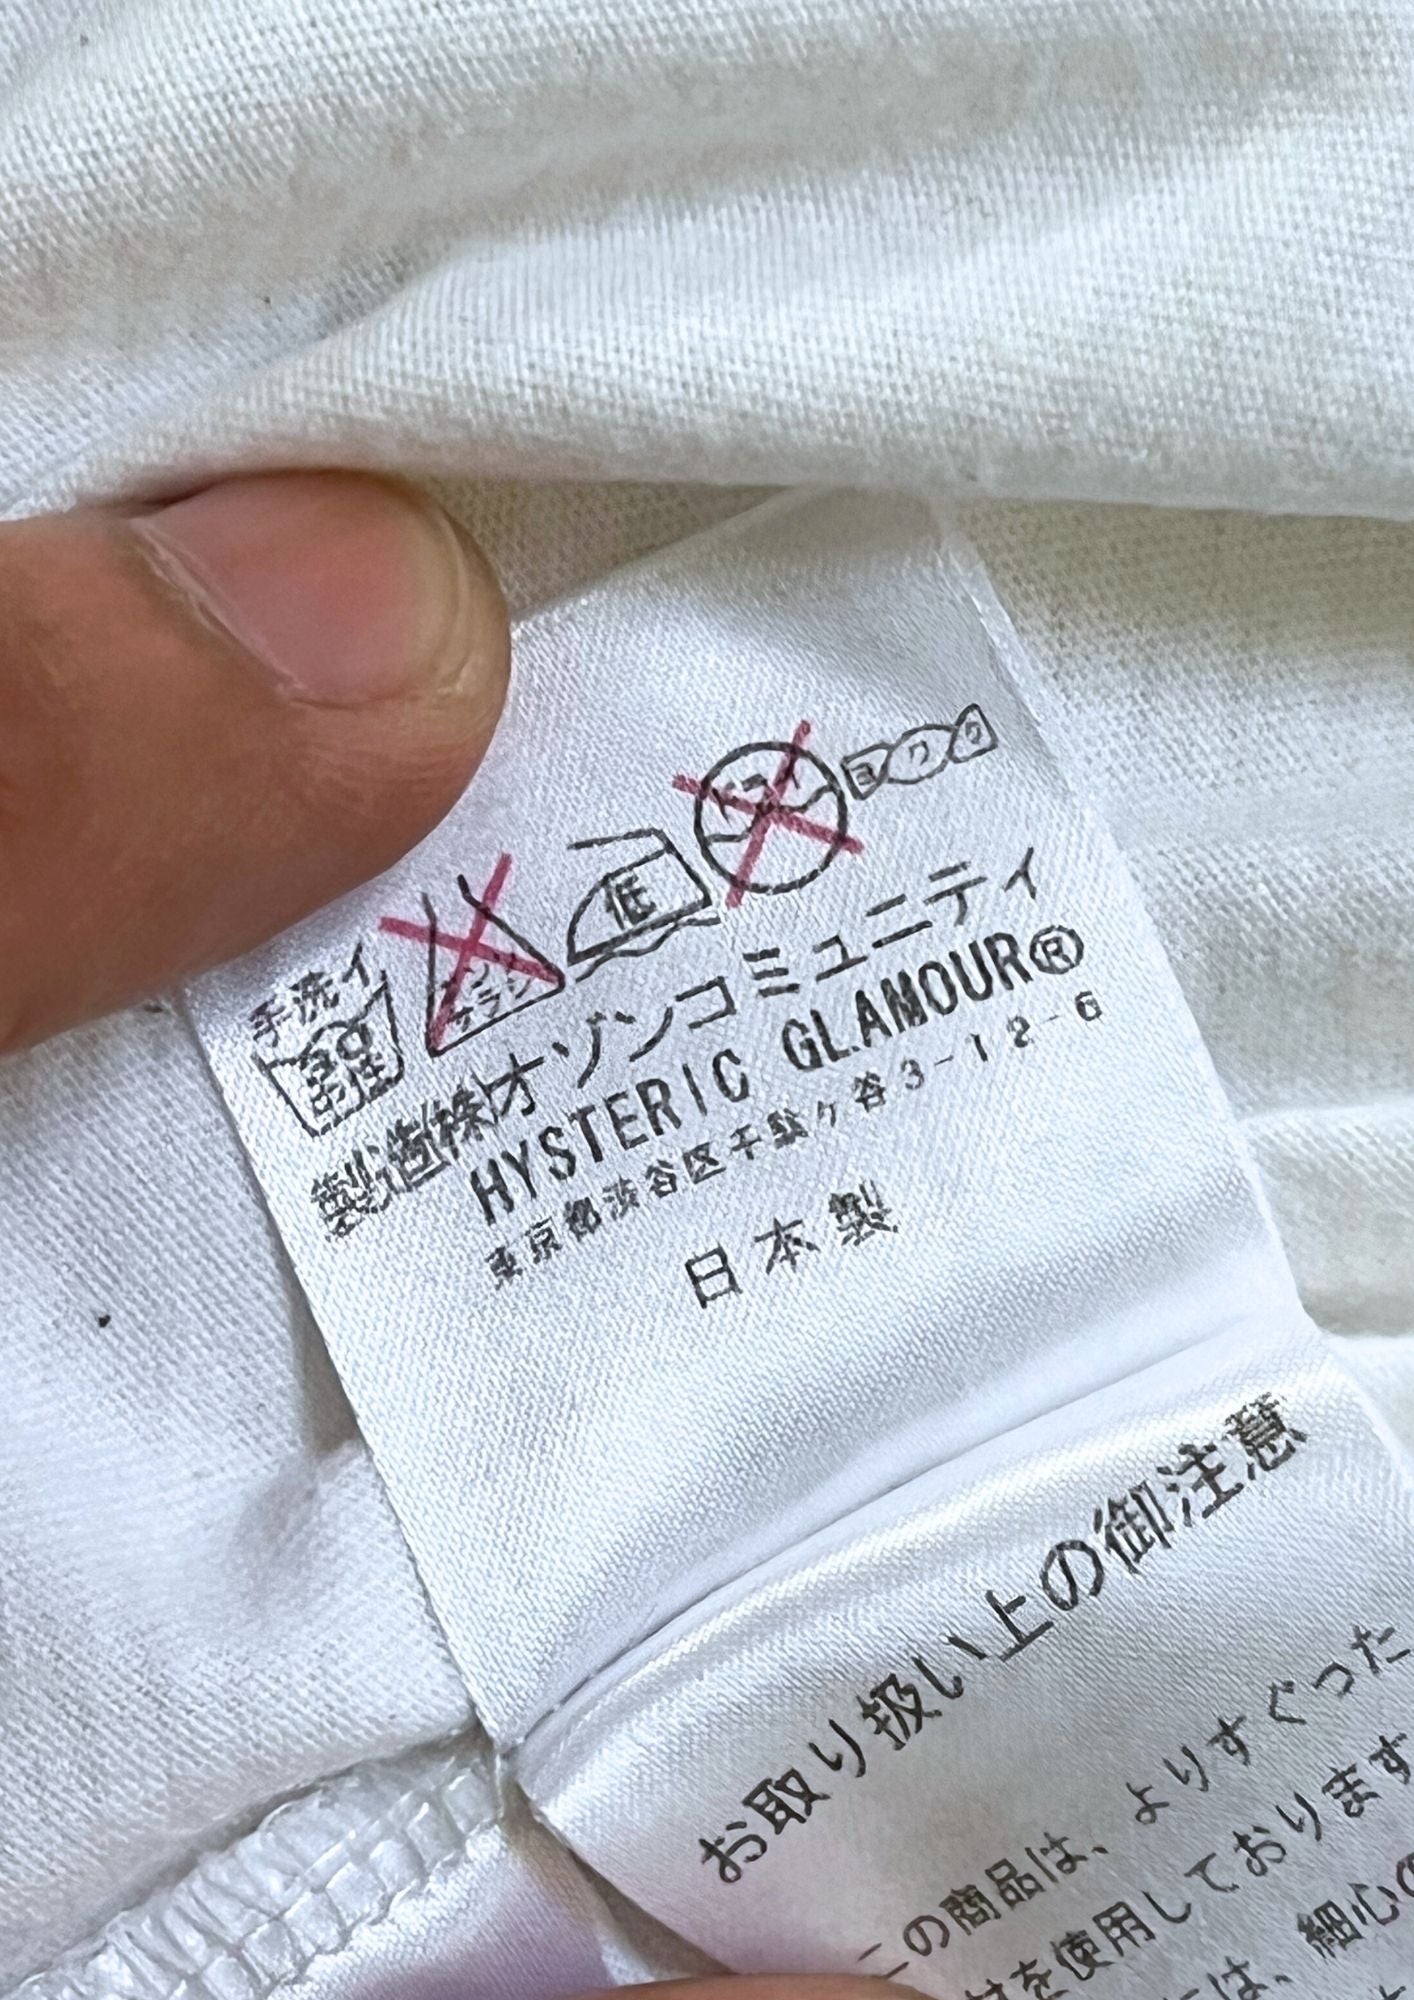 手洗イ
30
中性
エンソ
サラシ
低
ドライ
ヨワク
製造㈱オゾンコミュニティ
HYSTERIC GLAMOUR®
東京都渋谷区千駄ケ谷3-12-6
日本製
お取り扱い上の御注意
この商品は、よりすぐった
を使用しております
には、細心の